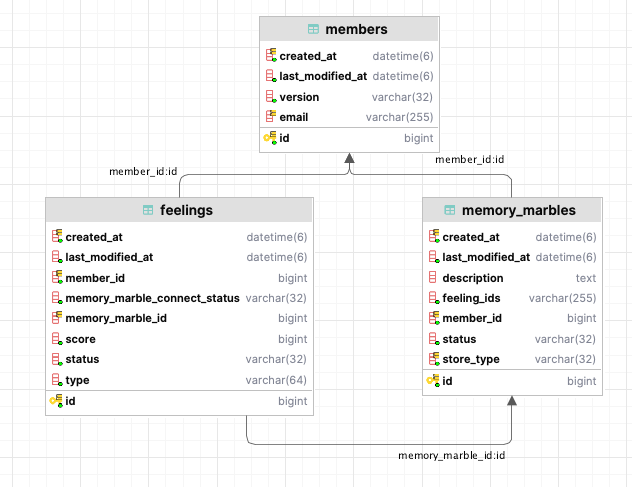 members
created_at datetime(6)
last_modified_at datetime(6)
version varchar(32)
email varchar(255)
id bigint
member_id:id
member_id:id
feelings
created_at datetime(6)
last_modified_at datetime(6)
member_id bigint
memory_marble_connect_status varchar(32)
memory_marble_id bigint
score bigint
status varchar(32)
type varchar(64)
id bigint
memory_marbles
created_at datetime(6)
last_modified_at datetime(6)
description text
feeling_ids varchar(255)
member_id bigint
status varchar(32)
store_type varchar(32)
id bigint
memory_marble_id:id